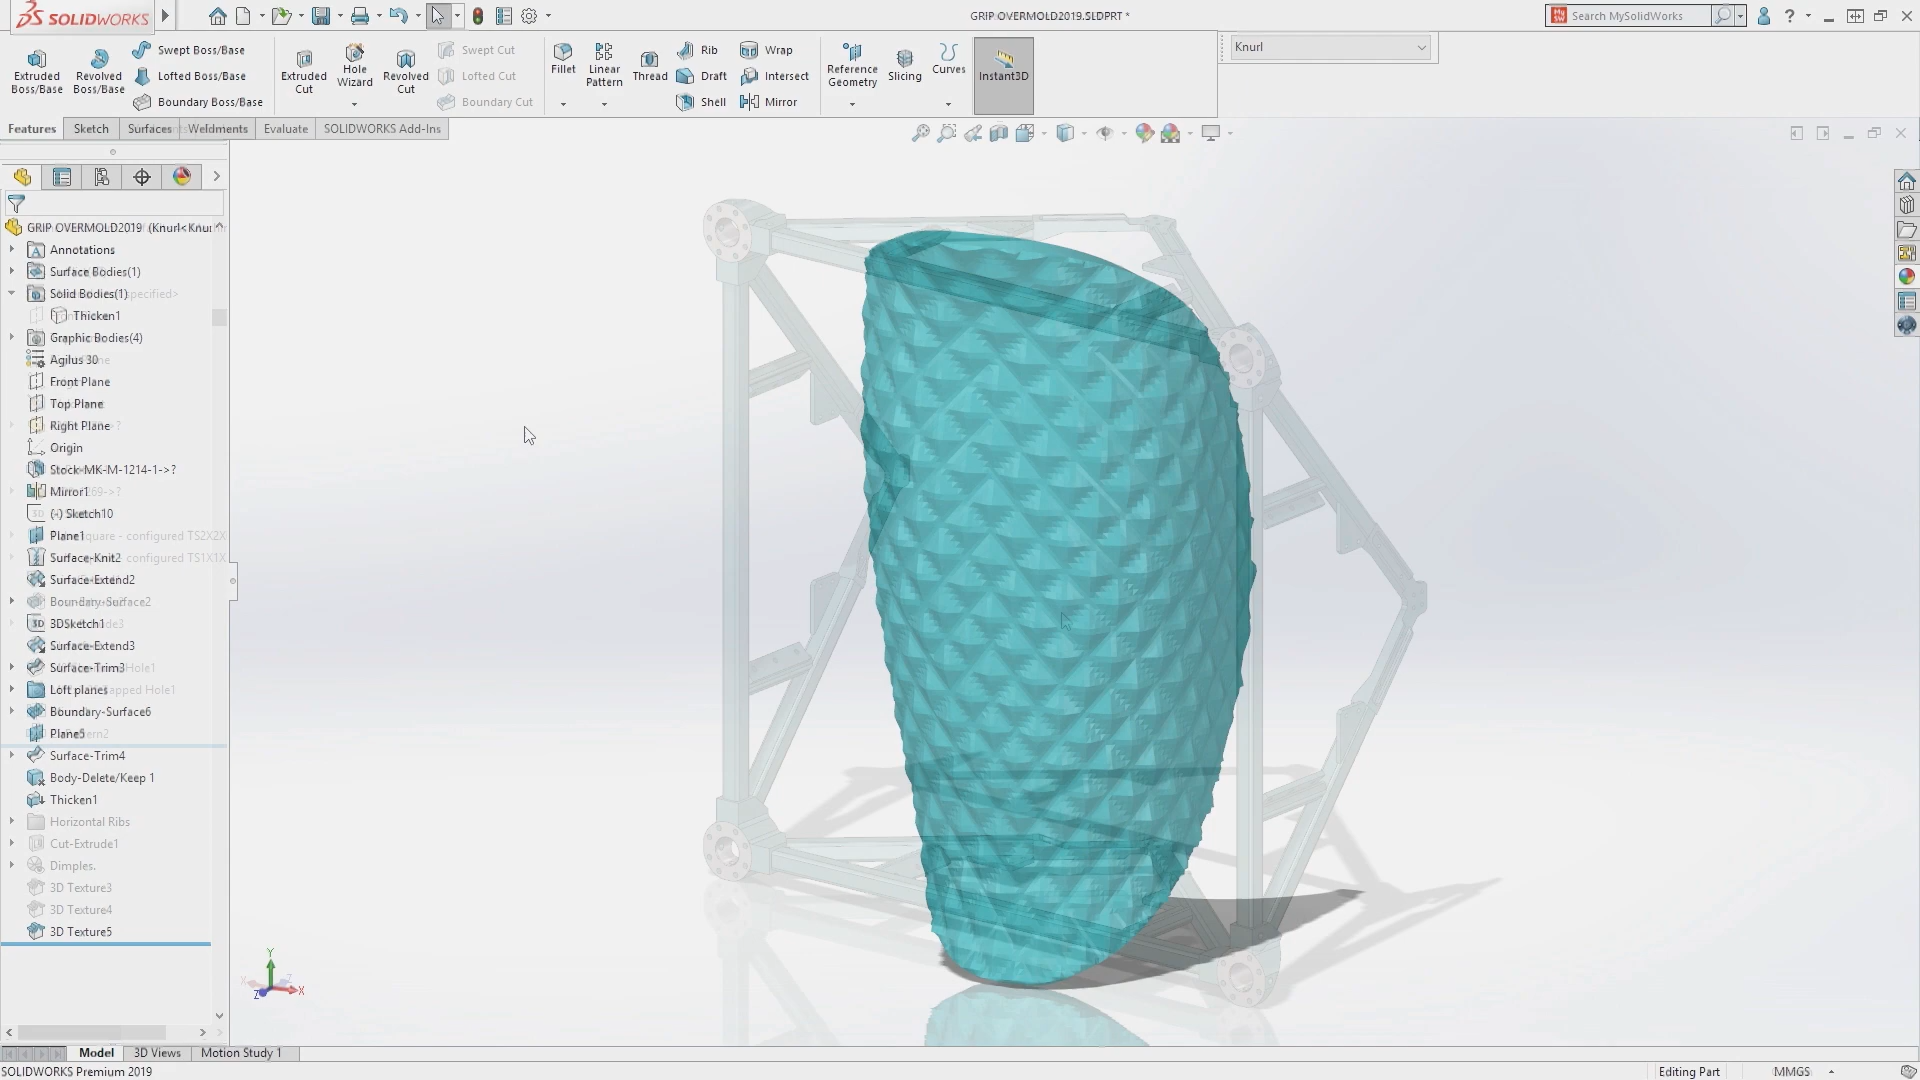 SOLIDWORKS
GRIP OVERMOLD2019.SLDPRT *
Search MySolidWorks
Extruded Boss/Base
Revolved Boss/Base
Swept Boss/Base
Lofted Boss/Base
Boundary Boss/Base
Extruded Cut
Hole Wizard
Revolved Cut
Swept Cut
Lofted Cut
Boundary Cut
Fillet
Linear Pattern
Thread
Rib
Draft
Shell
Wrap
Intersect
Mirror
Reference Geometry
Slicing
Curves
Instant3D
Knurl
Features
Sketch
Surfaces
Weldments
Evaluate
SOLIDWORKS Add-Ins
GRIP OVERMOLD2019 (Knurl<Knur
Annotations
Surface Bodies(1)
Solid Bodies(1)
Thicken1
Graphic Bodies(4)
Agilus 30
Front Plane
Top Plane
Right Plane
Origin
Stock-MK-M-1214-1->?
Mirror1
(-) Sketch10
Plane1
Surface-Knit2
Surface-Extend2
Boundary-Surface2
3DSketch1
Surface-Extend3
Surface-Trim3
Loft planes
Boundary-Surface6
Plane5
Surface-Trim4
Body-Delete/Keep 1
Thicken1
Horizontal Ribs
Cut-Extrude1
Dimples.
3D Texture3
3D Texture4
3D Texture5
Y
X
Z
Model
3D Views
Motion Study 1
SOLIDWORKS Premium 2019
Editing Part
MMGS